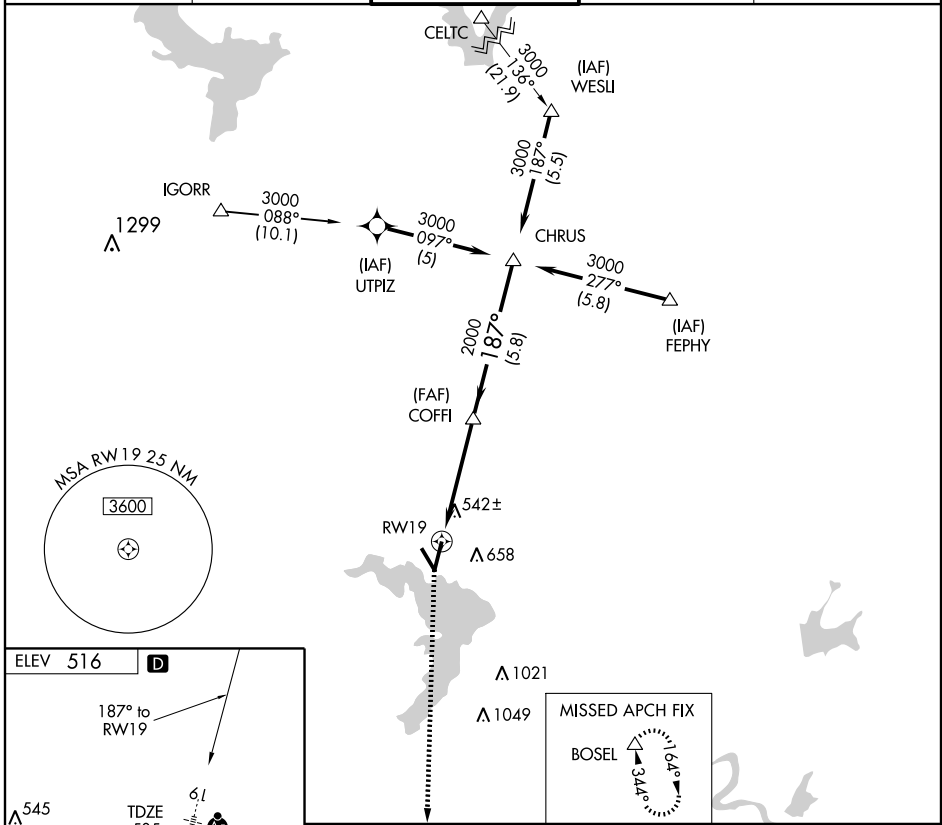 CELTC
3000
136°
(21.9)
(IAF)
WESLI
3000
187°
(5.5)
IGORR
3000
088°
(10.1)
1299
3000
097°
(5)
(IAF)
UTPIZ
CHRUS
3000
277°
(5.8)
(IAF)
FEPHY
2000
187°
(5.8)
(FAF)
COFFI
MSA RW19 25 NM
3600
542±
RW19
658
1021
1049
ELEV 516 D
187° to
RW19
545
TDZE
19
MISSED APCH FIX
BOSEL
164°
344°